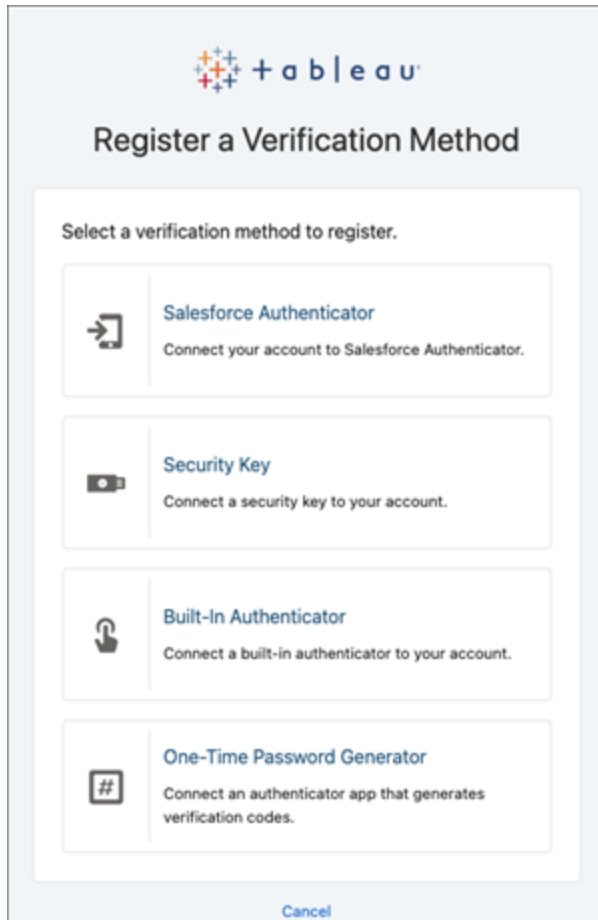 +ableau
Register a Verification Method
Select a verification method to register.
Salesforce Authenticator
Connect your account to Salesforce Authenticator.
Security Key
Connect a security key to your account.
Built-In Authenticator
Connect a built-in authenticator to your account.
#
One-Time Password Generator
Connect an authenticator app that generates
verification codes.
Cancel